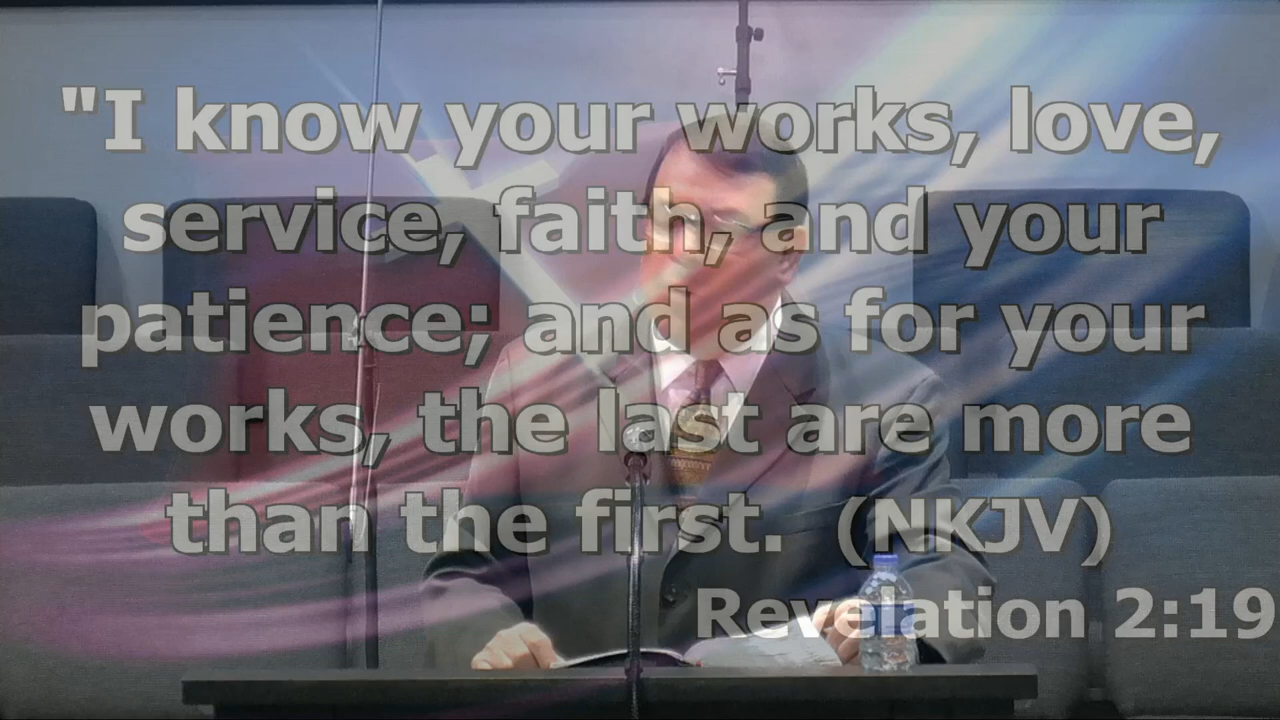 "I know your works, love,
service, faith, and your
patience; and as for your
works, the last are more
than the first. (NKJV)
Revelation 2:19